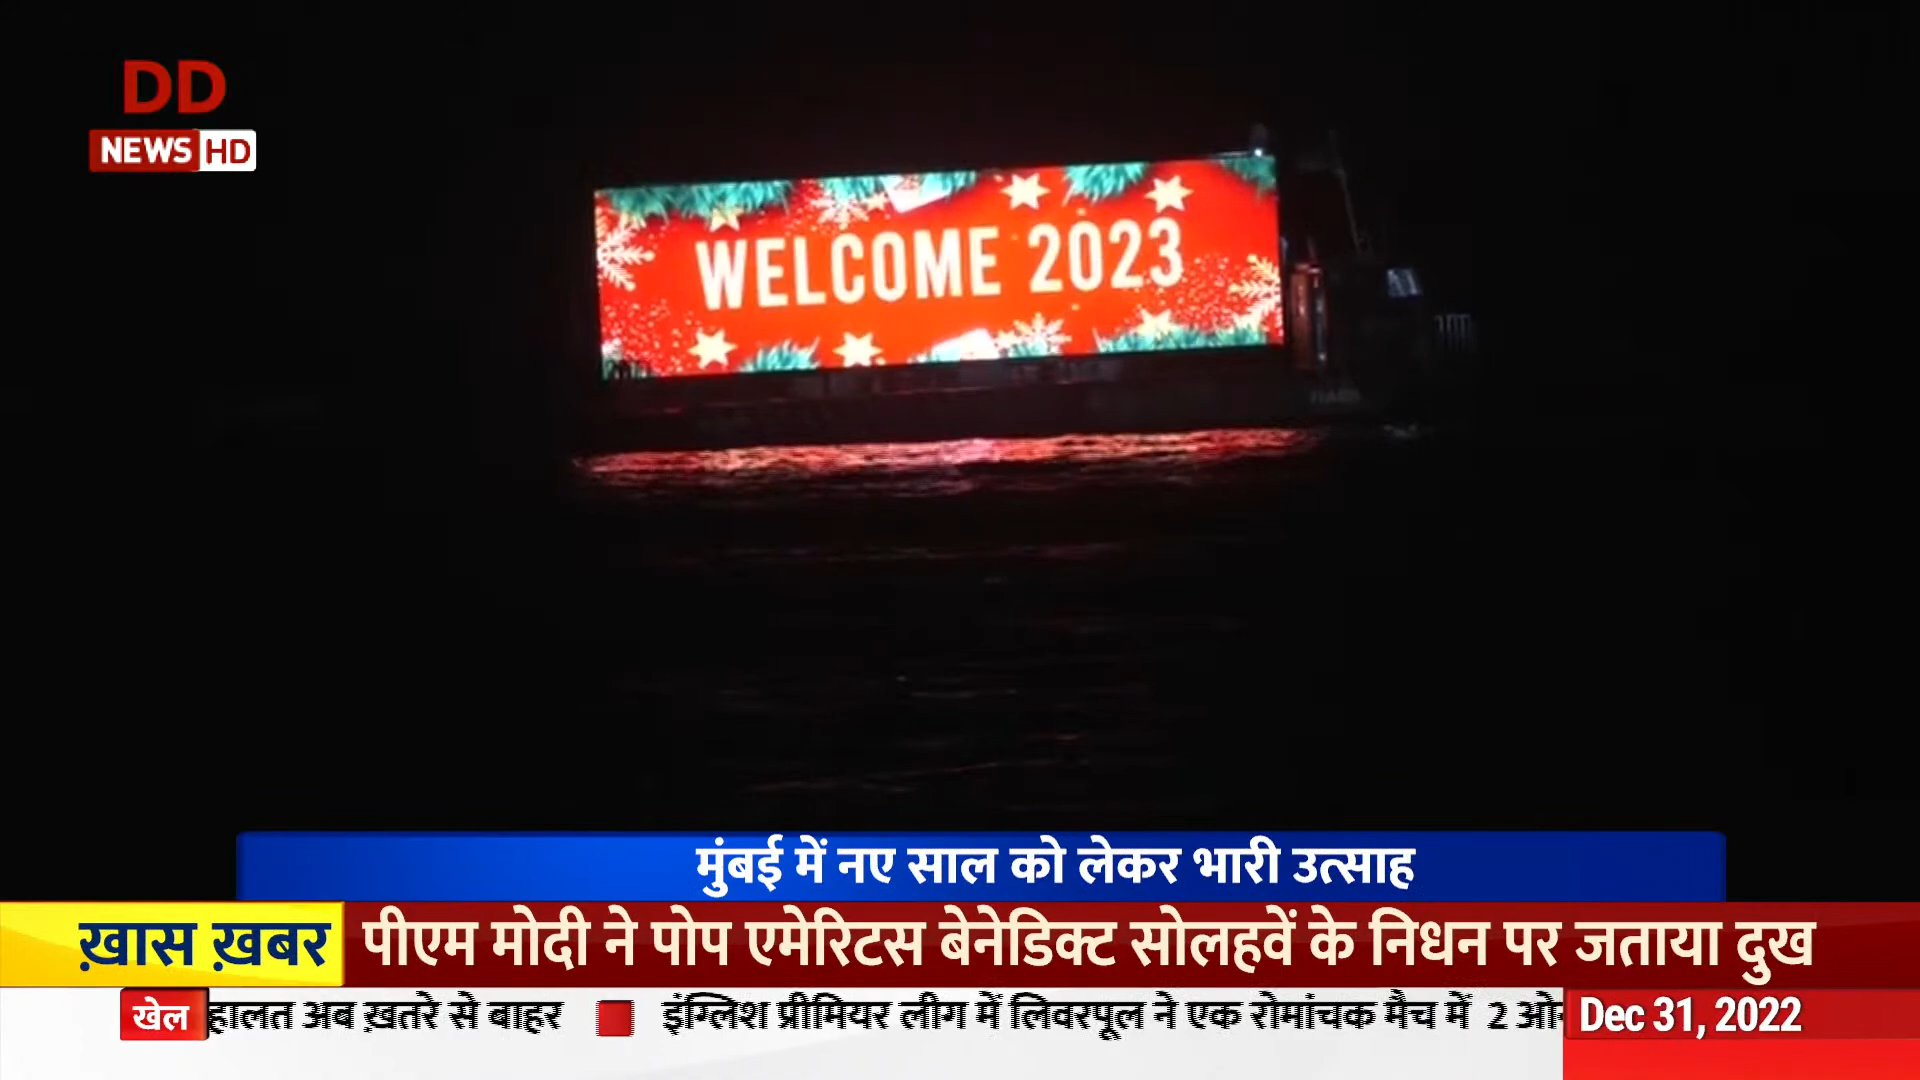 DD
NEWS HD
WELCOME 2023
मुंबई में नए साल को लेकर भारी उत्साह
ख़ास ख़बर पीएम मोदी ने पोप एमेरिटस बेनेडिक्ट सोलहवें के निधन पर जताया दुख
खेल हालत अब ख़तरे से बाहर इंग्लिश प्रीमियर लीग में लिवरपूल ने एक रोमांचक मैच में 2 Dec 31, 2022